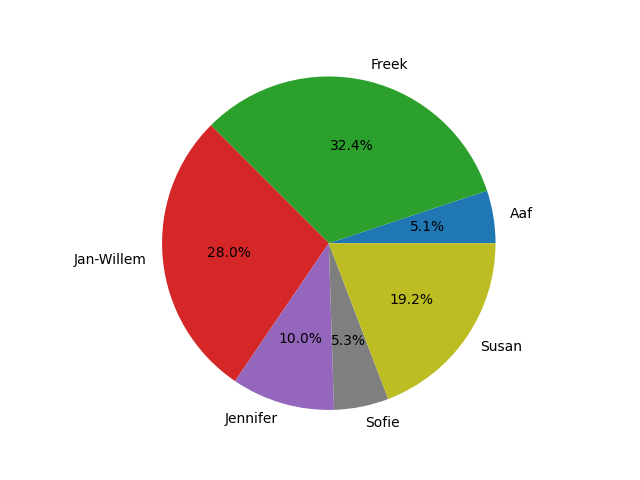 Freek
32.4%
Aaf
5.1%
Jan-Willem
28.0%
19.2%
10.0%
5.3%
Susan
Jennifer
Sofie